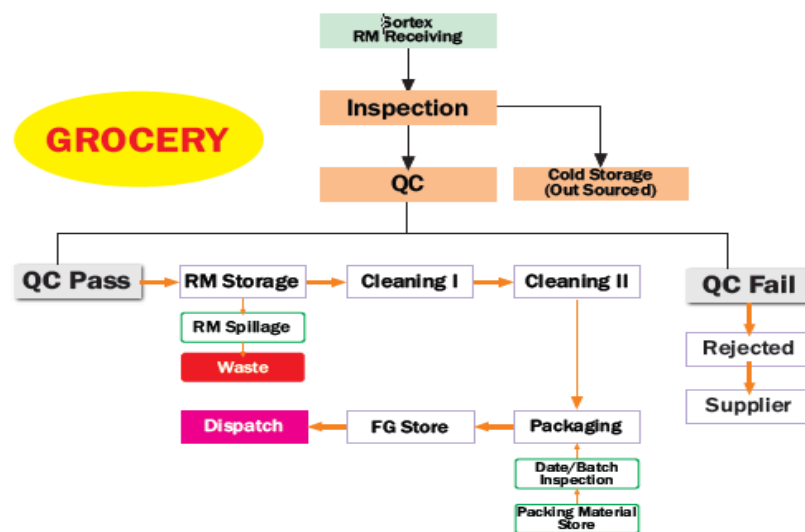 Sortex
RM Receiving
Inspection
GROCERY
QC
Cold Storage
(Out Sourced)
QC Pass
RM Storage
Cleaning I
Cleaning II
QC Fail
RM Spillage
Rejected
Waste
Supplier
Dispatch
FG Store
Packaging
Date/Batch
Inspection
Packing Material
Store